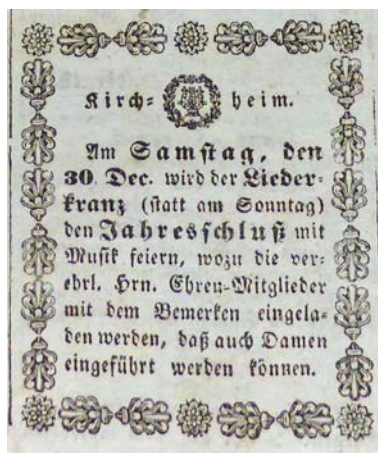 Kirch= heim.
Am Samstag, den
30. Dec. wird der Lieder=
kranz (statt am Sonntag)
den Jahresschluß mit
Musik feiern, wozu die ver=
ehrl. Hrn. Ehren=Mitglieder
mit dem Bemerken eingela=
den werden, daß auch Damen
eingeführt werden können.